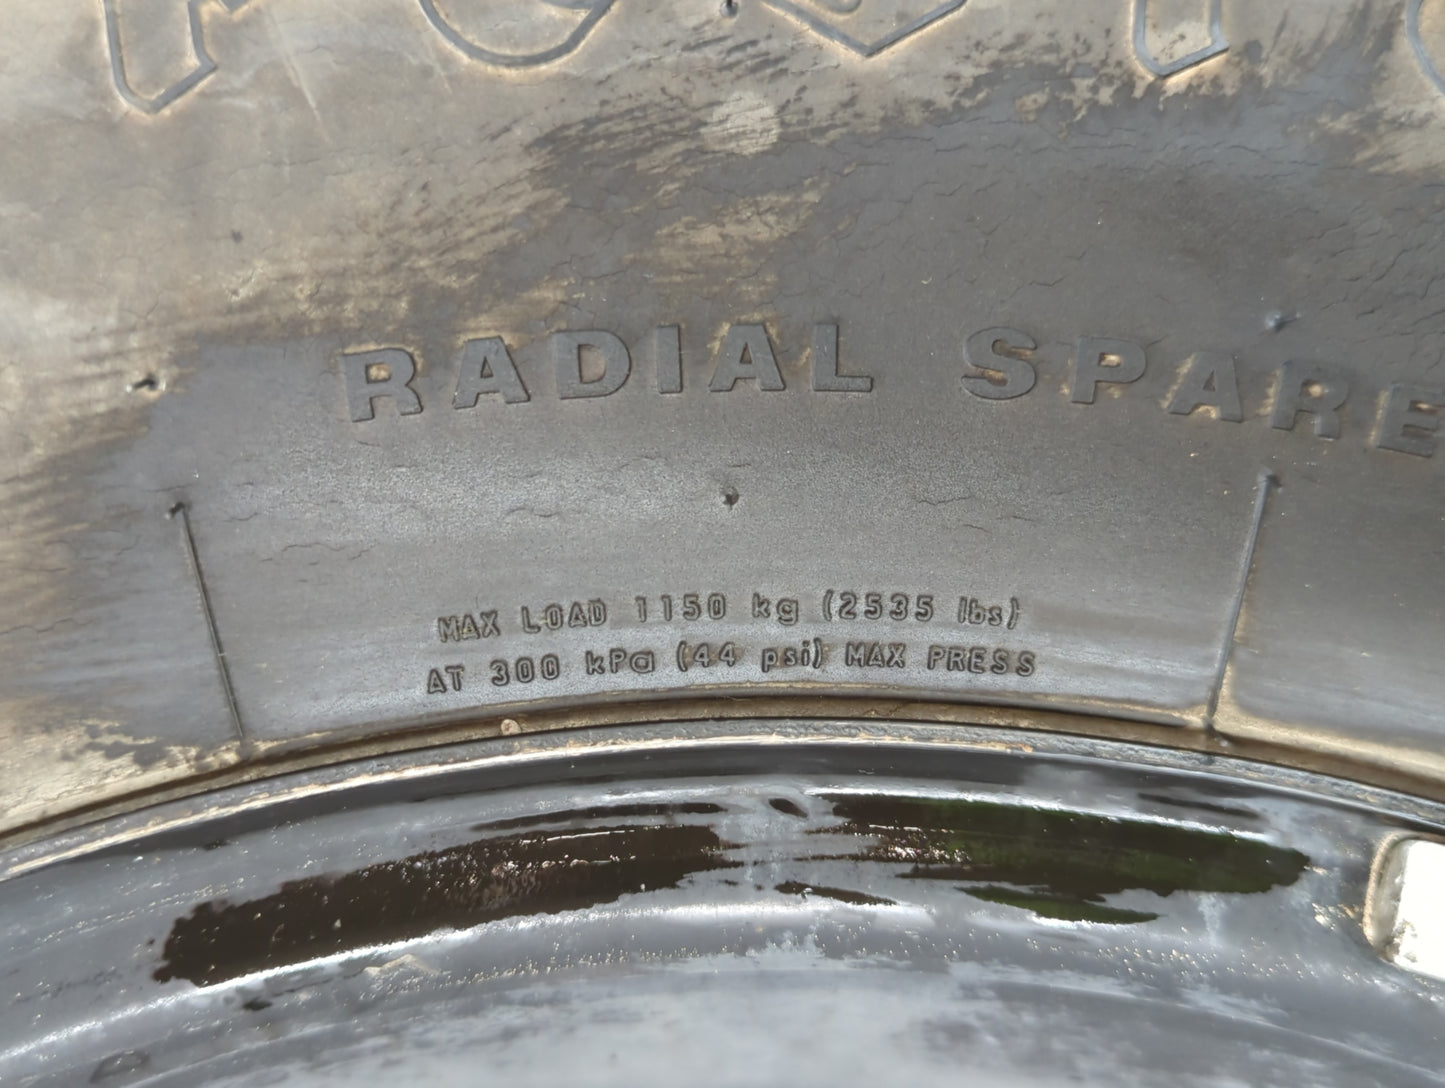 RADIAL SPARE
MAX LOAD 1150 kg (2535 lbs)
AT 300 kPa (44 psi) MAX PRESS